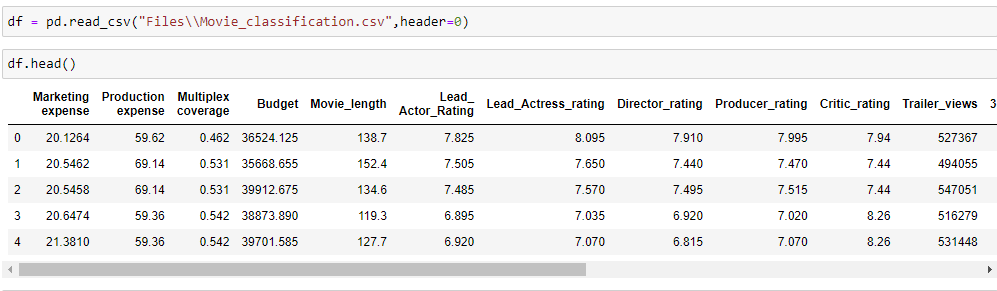 df = pd.read_csv("Files\\Movie_classification.csv",header=0)
df.head()
Marketing expense Production expense Multiplex coverage Budget Movie_length Lead_ Actor_Rating Lead_Actress_rating Director_rating Producer_rating Critic_rating Trailer_views 3
0 20.1264 59.62 0.462 36524.125 138.7 7.825 8.095 7.910 7.995 7.94 527367
1 20.5462 69.14 0.531 35668.655 152.4 7.505 7.650 7.440 7.470 7.44 494055
2 20.5458 69.14 0.531 39912.675 134.6 7.485 7.570 7.495 7.515 7.44 547051
3 20.6474 59.36 0.542 38873.890 119.3 6.895 7.035 6.920 7.020 8.26 516279
4 21.3810 59.36 0.542 39701.585 127.7 6.920 7.070 6.815 7.070 8.26 531448